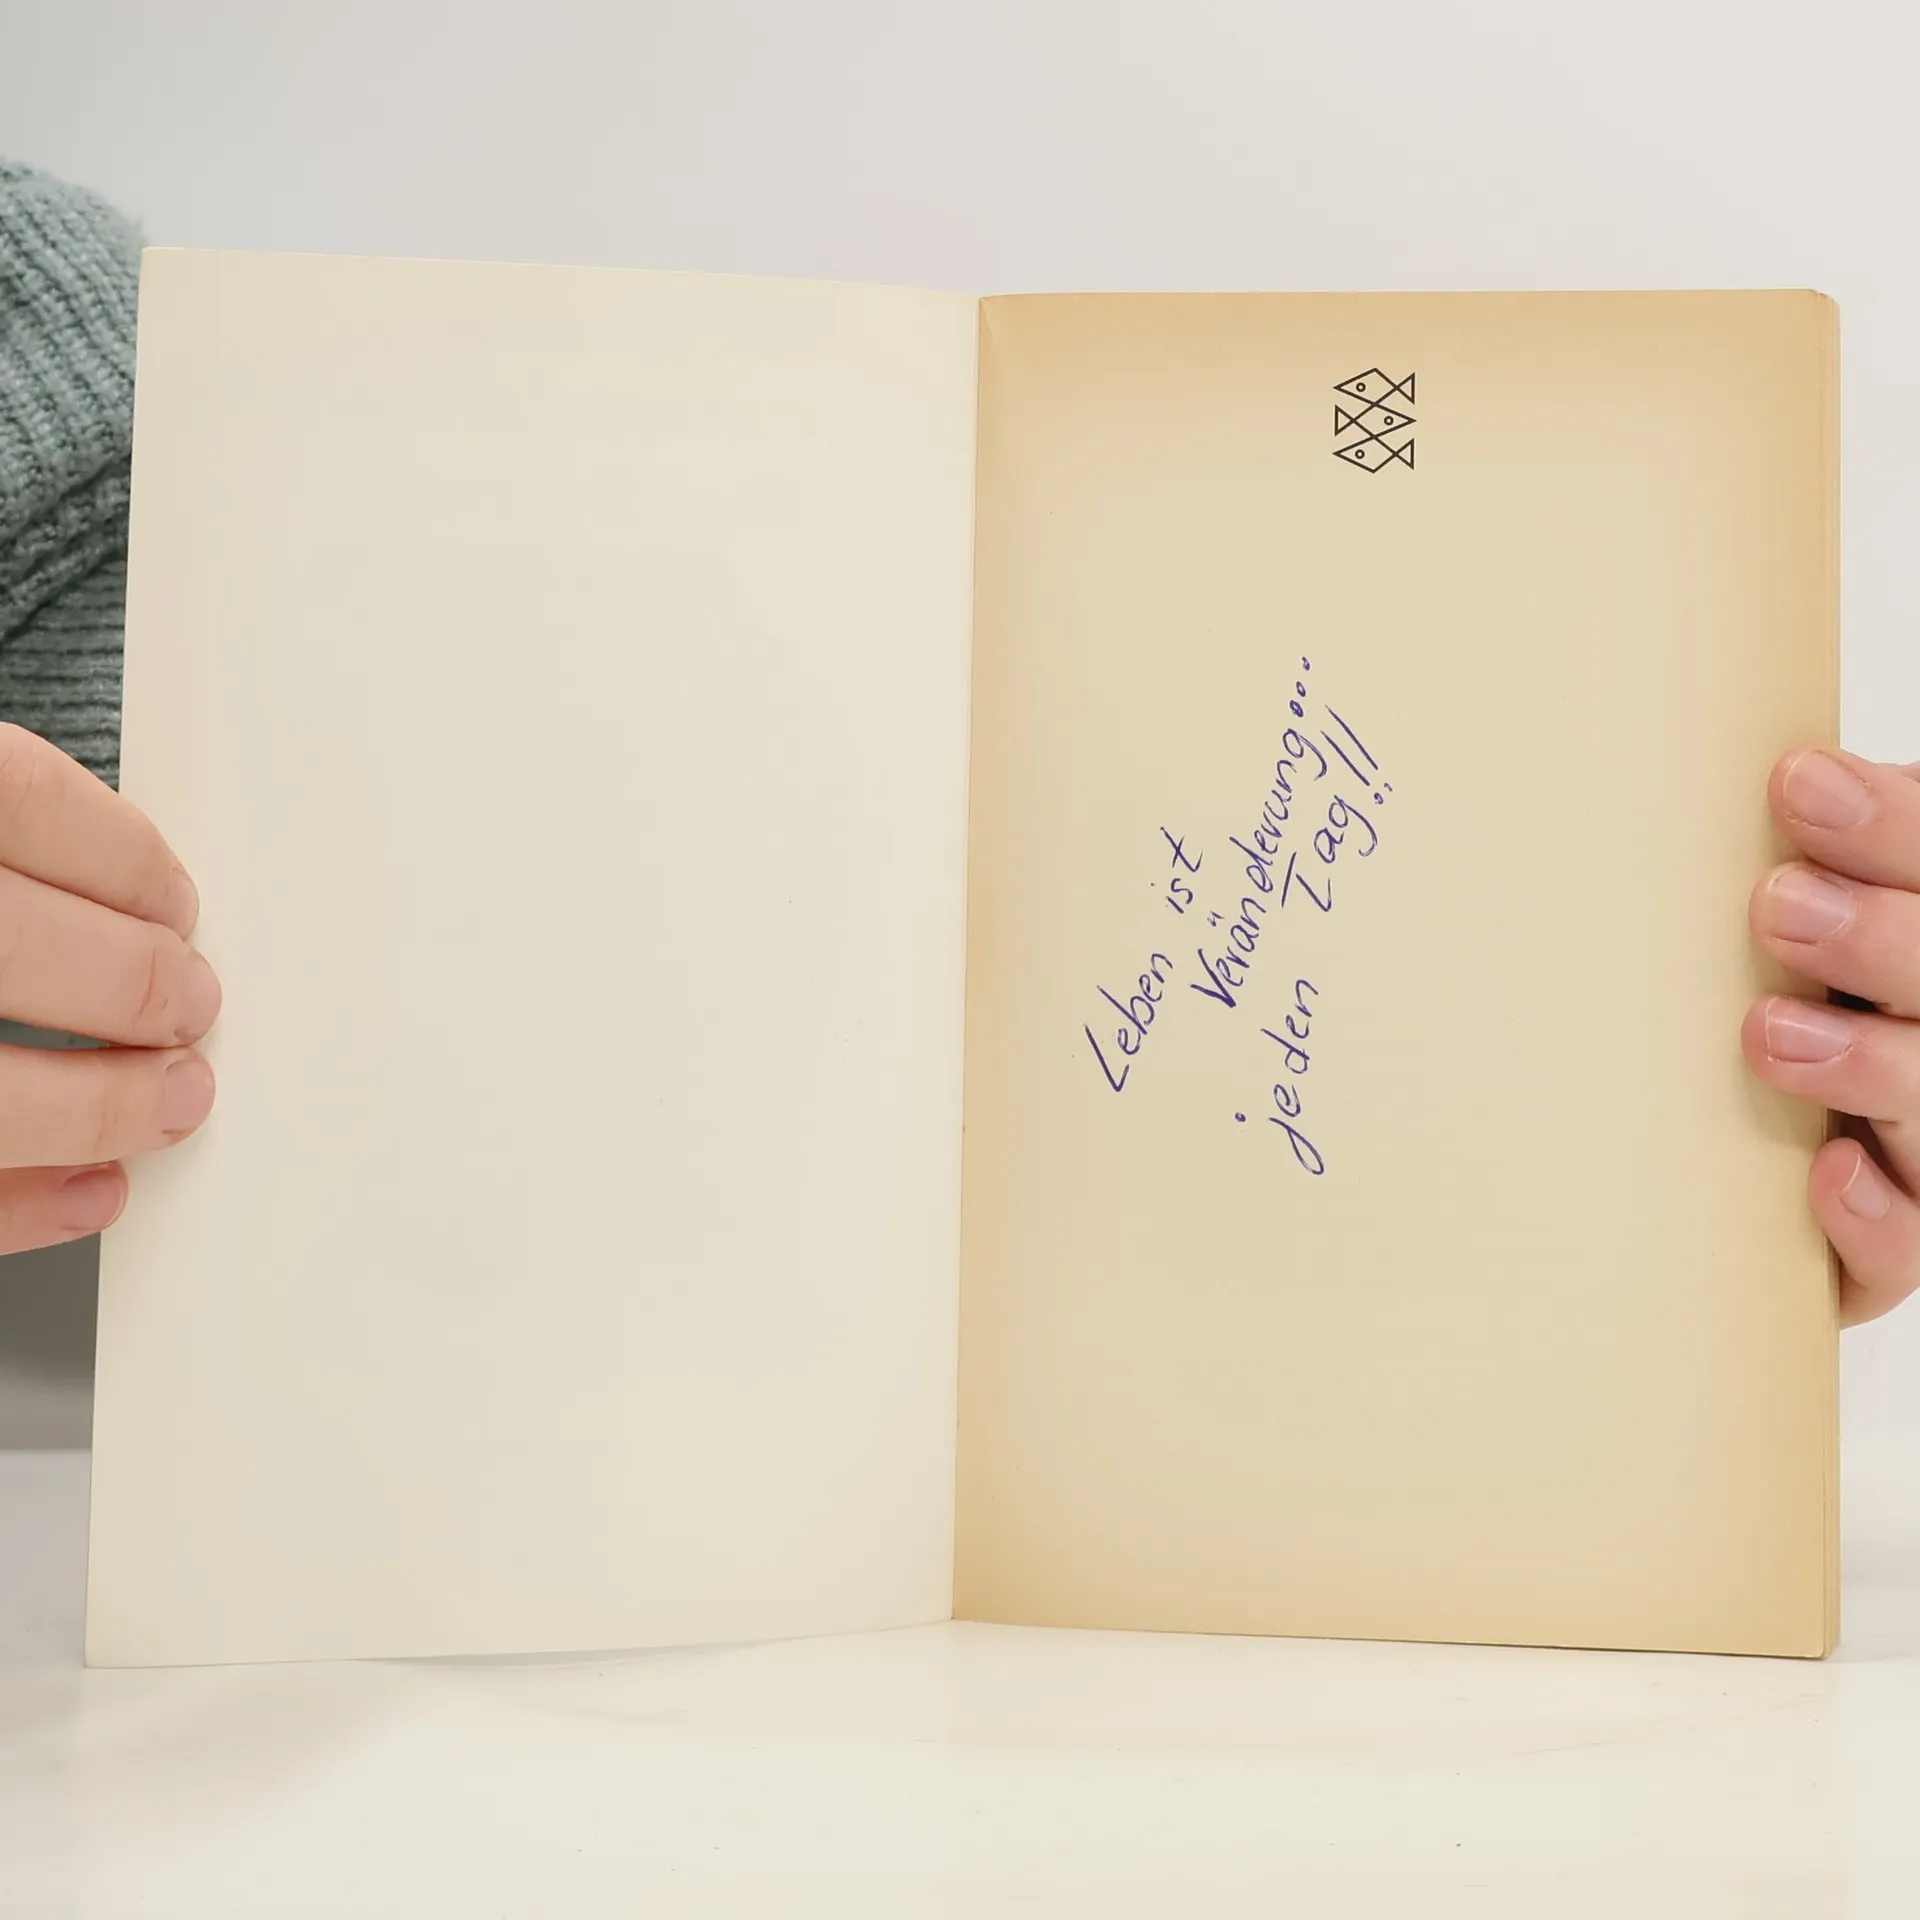 Leben ist
Veränderung...
jeden Tag!!